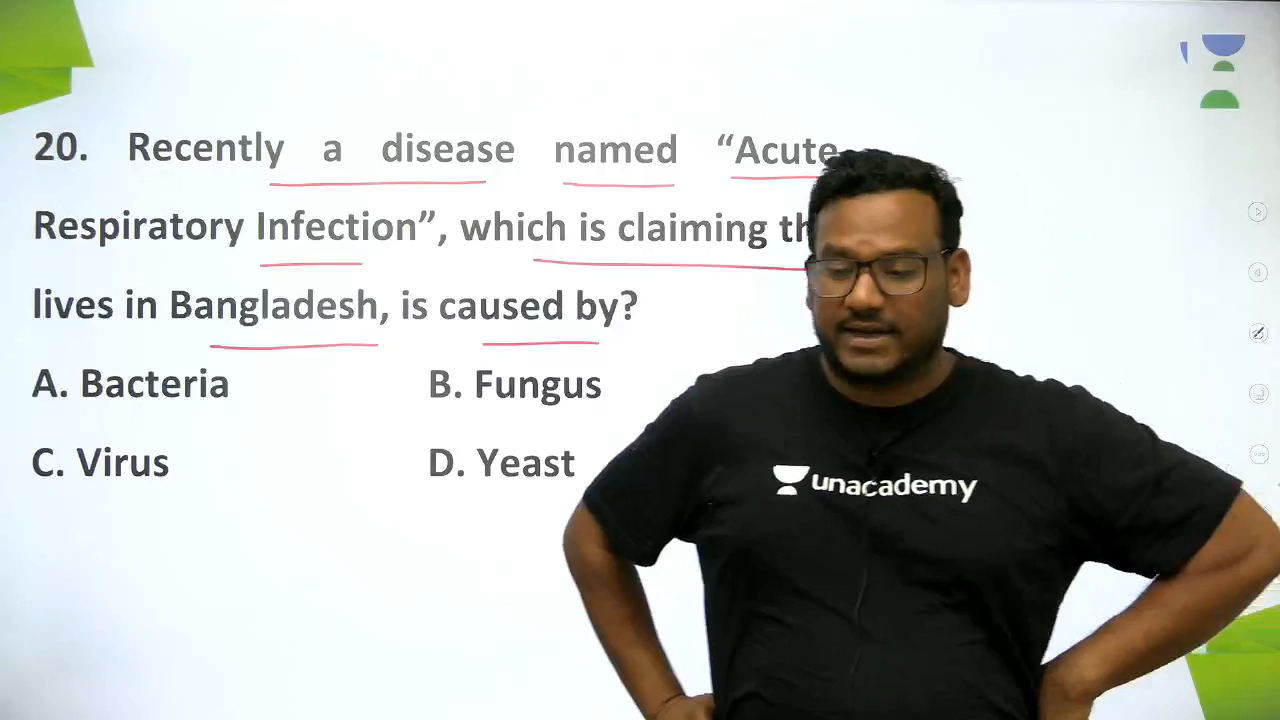 20. Recently a disease named “Acute
Respiratory Infection”, which is claiming
lives in Bangladesh, is caused by?
A. Bacteria B. Fungus
C. Virus D. Yeast
unacademy